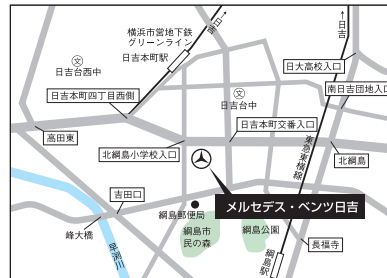 日吉
日吉
横浜市営地下鉄
グリーンライン
日吉本町駅
文
日吉台西中
日大高校入口
南日吉団地入口
日吉本町四丁目西側
文
日吉台中
日吉本町交番入口
高田東
北綱島小学校入口
東急東横線
北綱島
吉田口
メルセデス・ベンツ日吉
綱島郵便局
峰大橋
早渕川
綱島市
民の森
綱島公園
長福寺
綱島駅